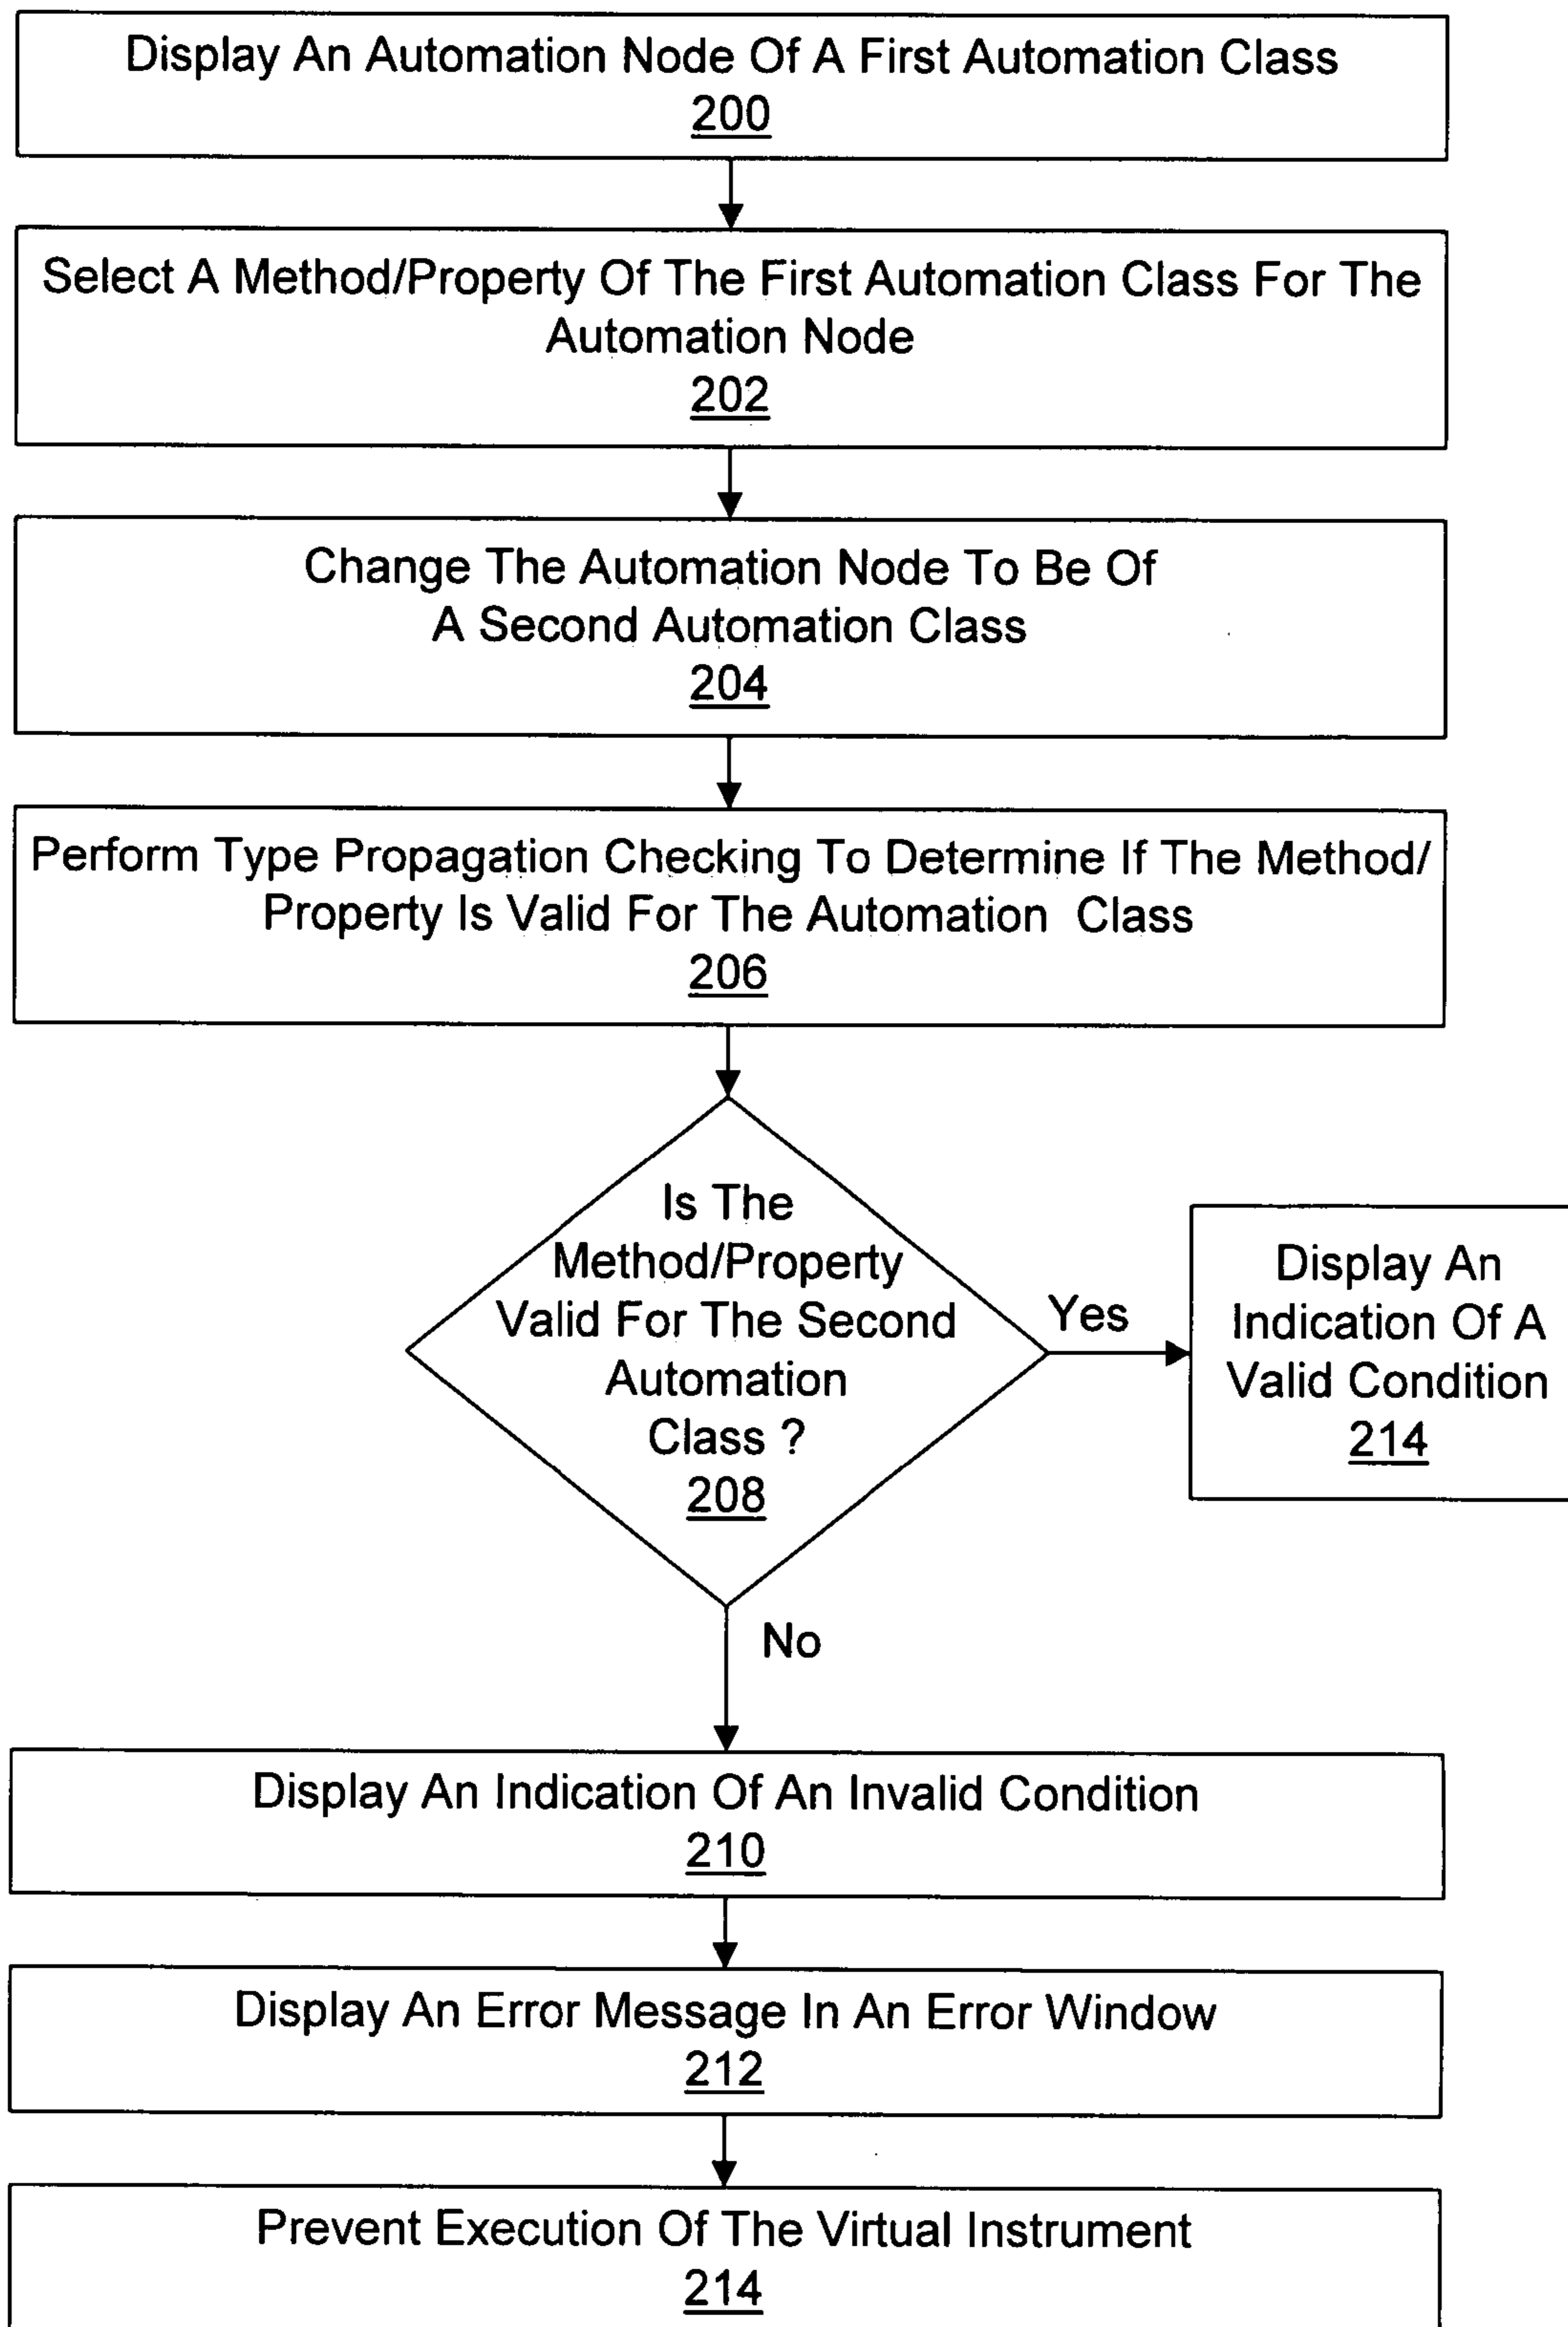 Display An Automation Node Of A First Automation Class
200
Select A Method/Property Of The First Automation Class For The
Automation Node
202
Change The Automation Node To Be Of
A Second Automation Class
204
Perform Type Propagation Checking To Determine If The Method/
Property Is Valid For The Automation Class
206
Is The
Method/Property
Valid For The Second
Automation
Class ?
208
Yes
Display An
Indication Of A
Valid Condition
214
No
Display An Indication Of An Invalid Condition
210
Display An Error Message In An Error Window
212
Prevent Execution Of The Virtual Instrument
214